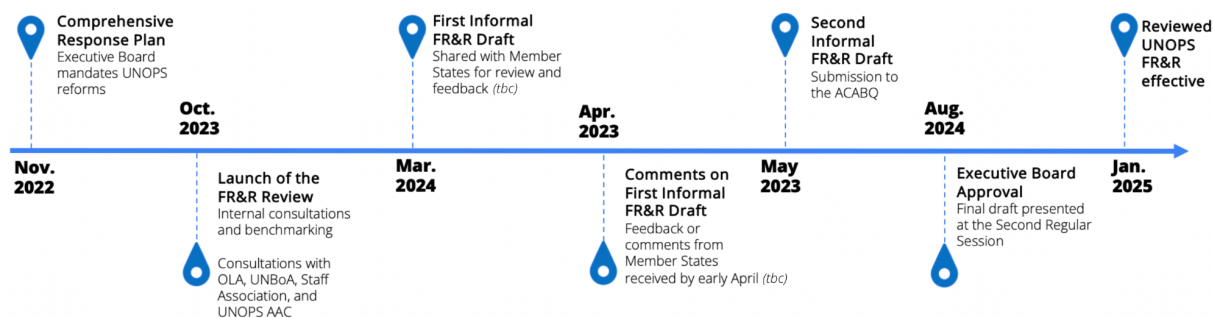 Comprehensive
Response Plan
Executive Board
mandates UNOPS
reforms
Nov.
2022
Oct.
2023
Launch of the
FR&R Review
Internal consultations
and benchmarking
Consultations with
OLA, UNBoA, Staff
Association, and
UNOPS AAC
First Informal
FR&R Draft
Shared with Member
States for review and
feedback (tbc)
Mar.
2024
Apr.
2023
Comments on
First Informal
FR&R Draft
Feedback or
comments from
Member States
received by early April (tbc)
Second
Informal
FR&R Draft
Submission to
the ACABQ
May
2023
Aug.
2024
Executive Board
Approval
Final draft presented
at the Second Regular
Session
Reviewed
UNOPS
FR&R
effective
Jan.
2025